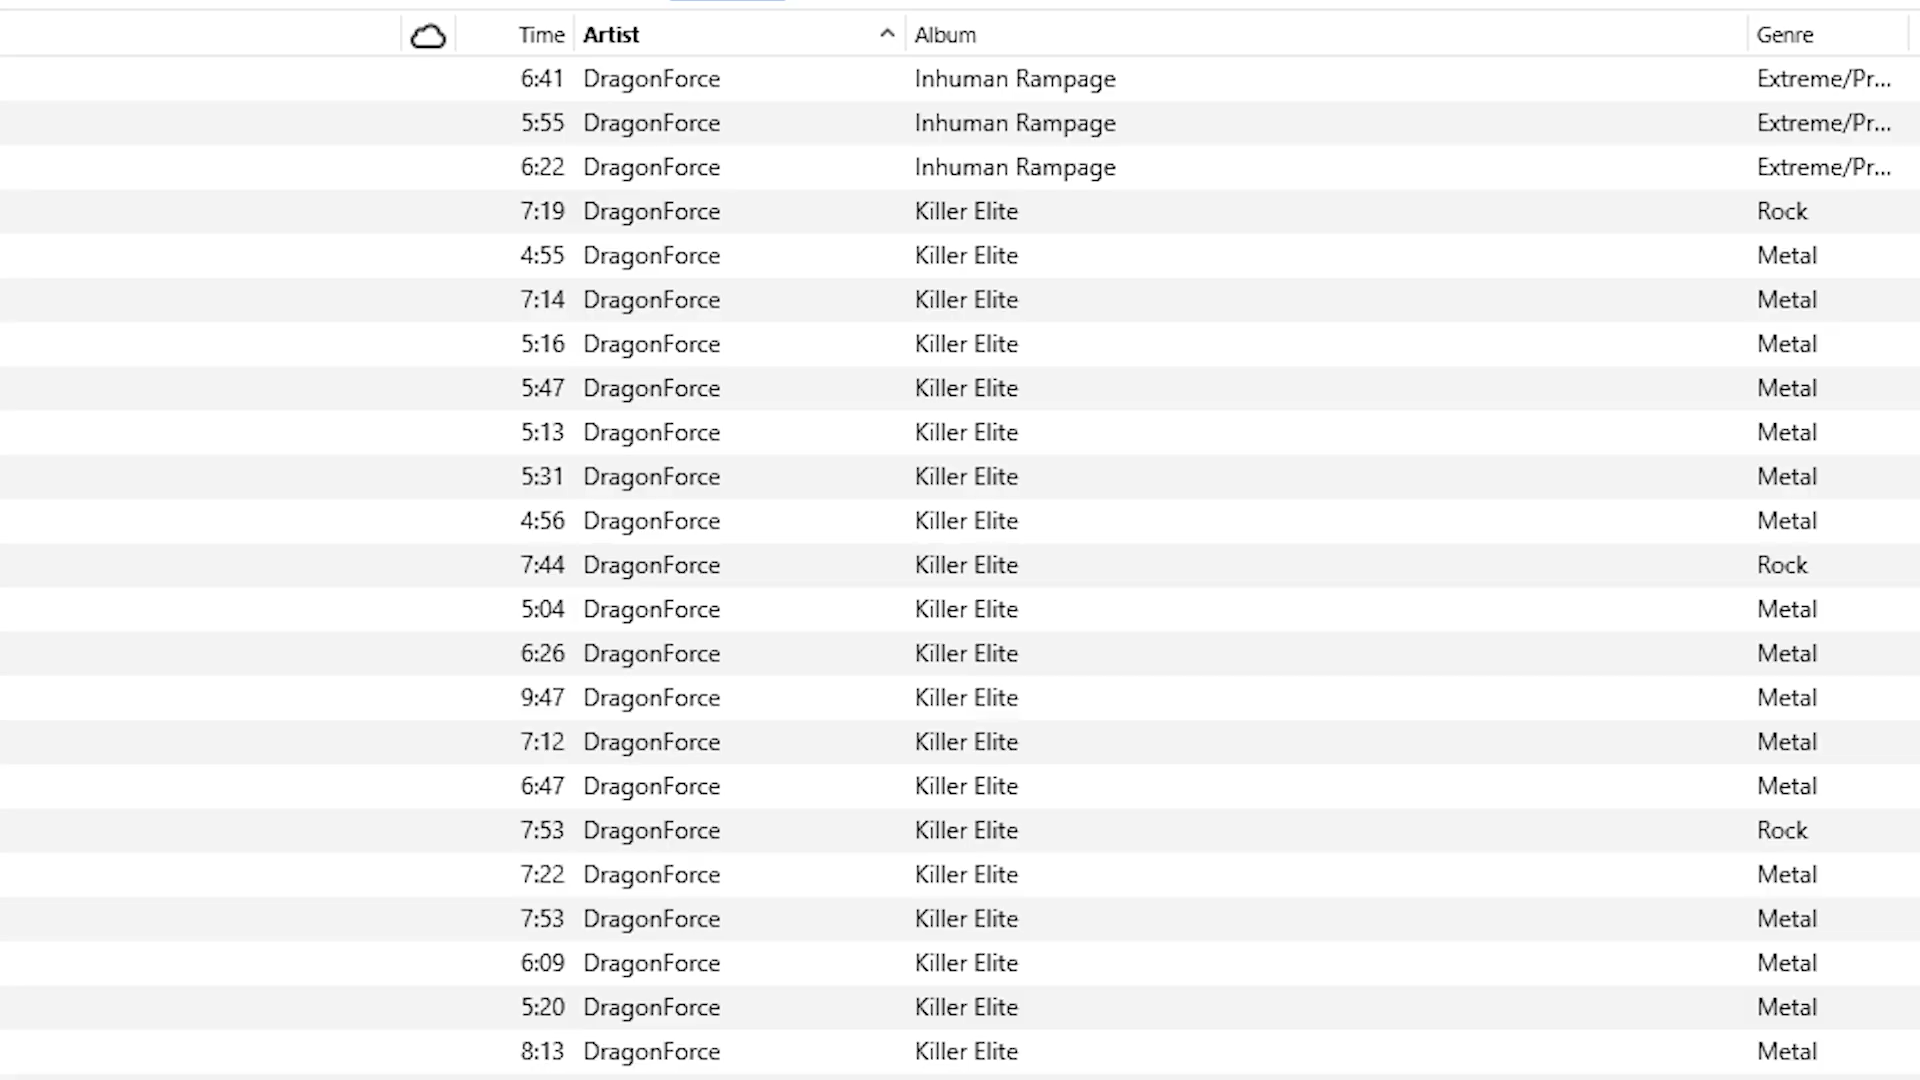 Time Artist Album Genre
6:41 DragonForce Inhuman Rampage Extreme/Pr...
5:55 DragonForce Inhuman Rampage Extreme/Pr...
6:22 DragonForce Inhuman Rampage Extreme/Pr...
7:19 DragonForce Killer Elite Rock
4:55 DragonForce Killer Elite Metal
7:14 DragonForce Killer Elite Metal
5:16 DragonForce Killer Elite Metal
5:47 DragonForce Killer Elite Metal
5:13 DragonForce Killer Elite Metal
5:31 DragonForce Killer Elite Metal
4:56 DragonForce Killer Elite Metal
7:44 DragonForce Killer Elite Rock
5:04 DragonForce Killer Elite Metal
6:26 DragonForce Killer Elite Metal
9:47 DragonForce Killer Elite Metal
7:12 DragonForce Killer Elite Metal
6:47 DragonForce Killer Elite Metal
7:53 DragonForce Killer Elite Rock
7:22 DragonForce Killer Elite Metal
7:53 DragonForce Killer Elite Metal
6:09 DragonForce Killer Elite Metal
5:20 DragonForce Killer Elite Metal
8:13 DragonForce Killer Elite Metal